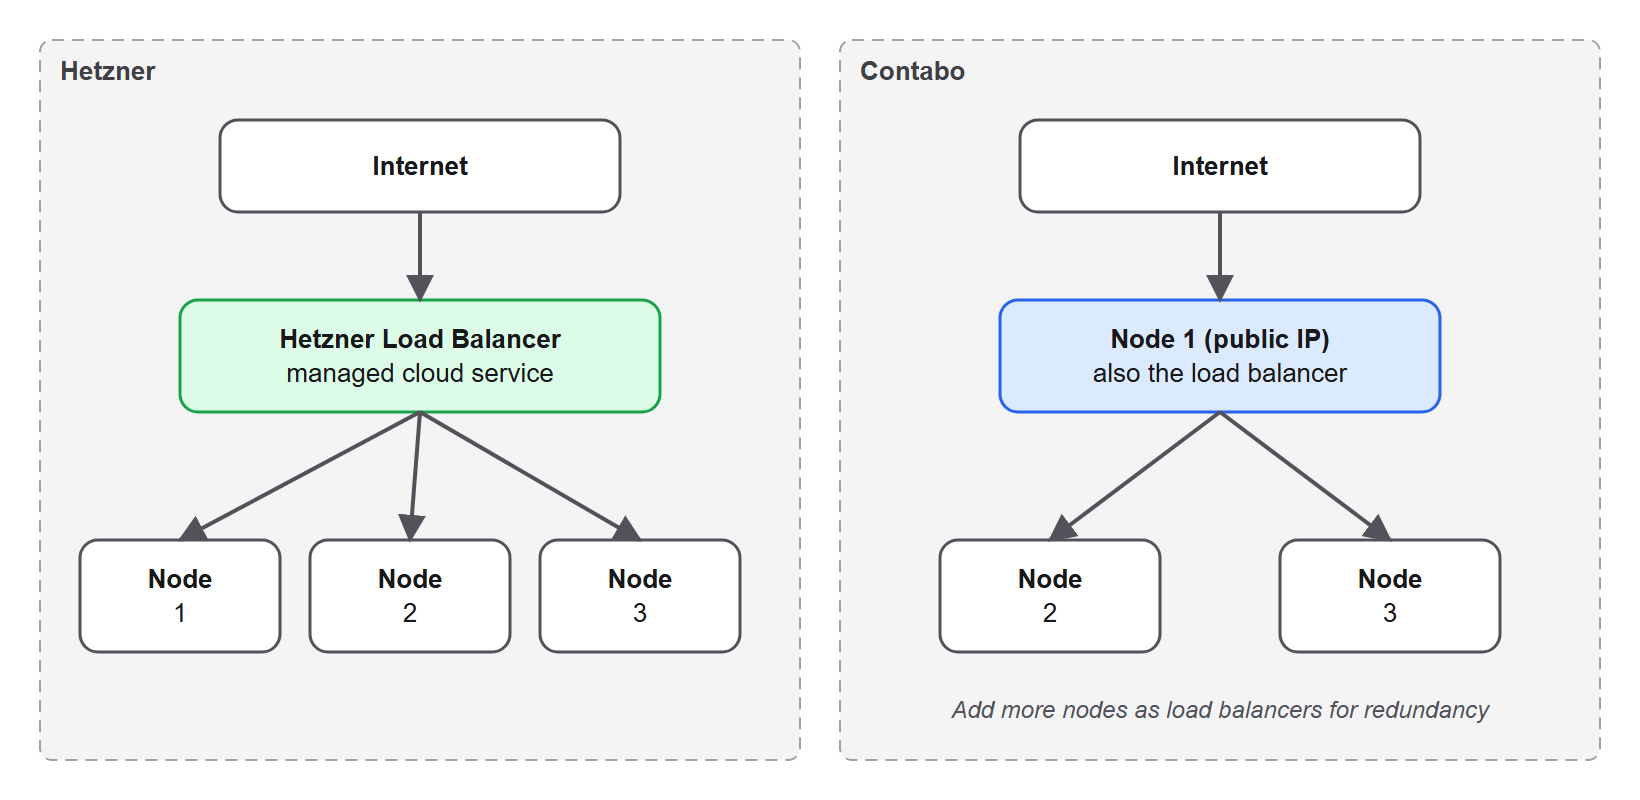 Hetzner
Internet
Hetzner Load Balancer
managed cloud service
Node
1
Node
2
Node
3
Contabo
Internet
Node 1 (public IP)
also the load balancer
Node
2
Node
3
Add more nodes as load balancers for redundancy